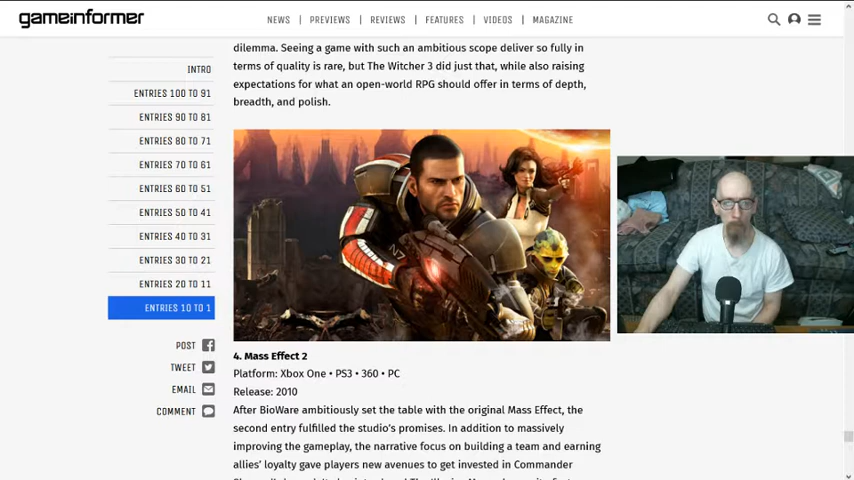 gameinformer
NEWS | PREVIEWS | REVIEWS | FEATURES | VIDEOS | MAGAZINE
dilemma. Seeing a game with such an ambitious scope deliver so fully in
terms of quality is rare, but The Witcher 3 did just that, while also raising
expectations for what an open-world RPG should offer in terms of depth,
breadth, and polish.
INTRO
ENTRIES 100 TO 91
ENTRIES 90 TO 81
ENTRIES 80 TO 71
ENTRIES 70 TO 61
ENTRIES 60 TO 51
ENTRIES 50 TO 41
ENTRIES 40 TO 31
ENTRIES 30 TO 21
ENTRIES 20 TO 11
ENTRIES 10 TO 1
POST
TWEET
EMAIL
COMMENT
N7
4. Mass Effect 2
Platform: Xbox One • PS3 • 360 • PC
Release: 2010
After BioWare ambitiously set the table with the original Mass Effect, the
second entry fulfilled the studio's promises. In addition to massively
improving the gameplay, the narrative focus on building a team and earning
allies' loyalty gave players new avenues to get invested in Commander